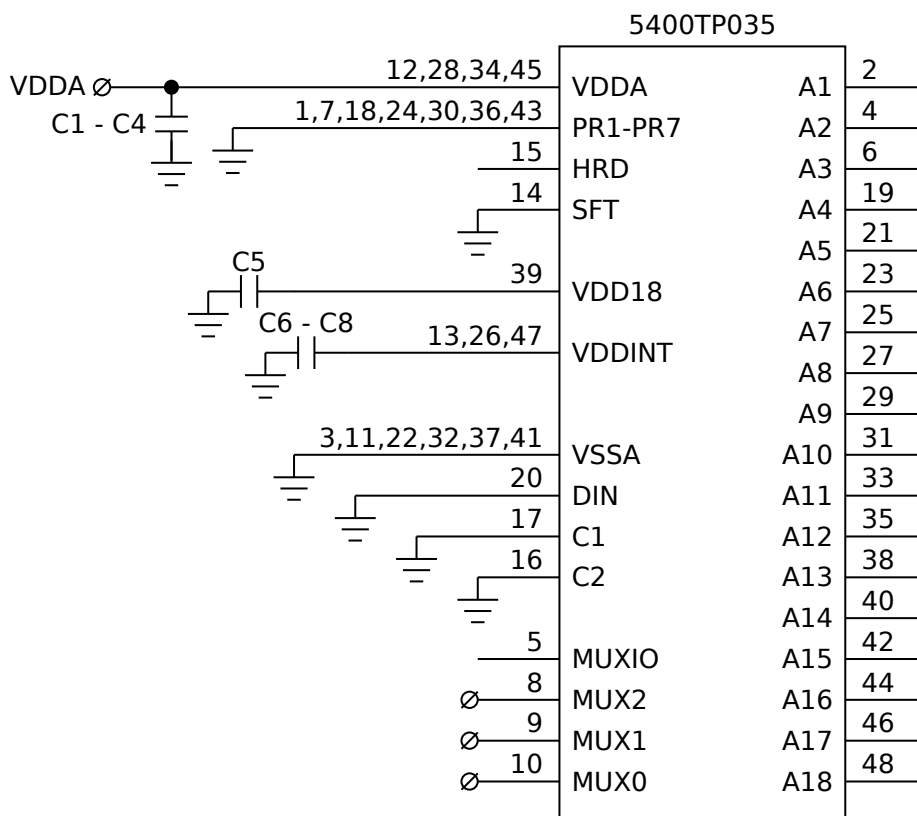 5400TP035
VDDA 12,28,34,45 VDDA A1 2
C1 - C4 1,7,18,24,30,36,43 PR1-PR7 A2 4
15 HRD A3 6
14 SFT A4 19
A5 21
C5 39 VDD18 A6 23
A7 25
C6 - C8 13,26,47 VDDINT
A8 27
A9 29
3,11,22,32,37,41 VSSA A10 31
20 DIN A11 33
17 C1 A12 35
16 C2 A13 38
A14 40
5 MUXIO A15 42
8 MUX2 A16 44
9 MUX1 A17 46
10 MUX0 A18 48